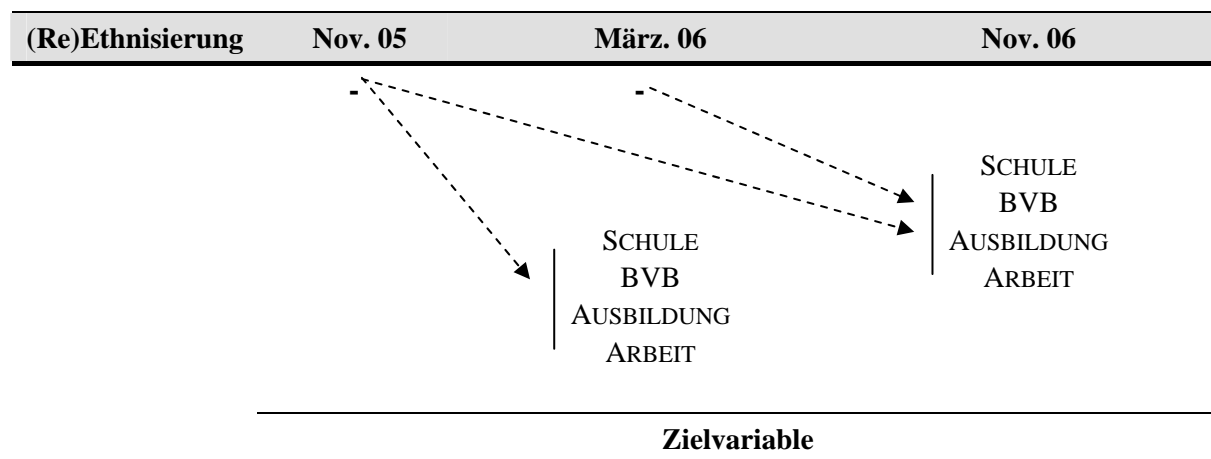 (Re)Ethnisierung Nov. 05 März. 06 Nov. 06
- -
SCHULE
BVB
AUSBILDUNG
ARBEIT
SCHULE
BVB
AUSBILDUNG
ARBEIT
Zielvariable